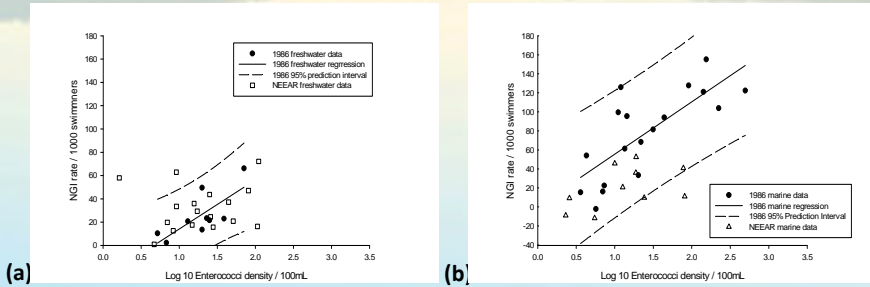 180
160
140
120
100
80
60
40
20
0
NGI rate / 1000 swimmners
0.0 0.5 1.0 1.5 2.0 2.5 3.0 3.5
Log 10 Enterococci density / 100mL
1986 freshwater data
1986 freshwater regrression
1986 95% prediction interval
NEEAR freshwater data
(a)
180
160
140
120
100
80
60
40
20
0
-20
-40
NGI rate / 1000 swimmers
0.0 0.5 1.0 1.5 2.0 2.5 3.0 3.5
Log 10 Enterococci density / 100mL
1986 marine data
1986 marine regression
1986 95% Prediction Interval
NEEAR marine data
(b)